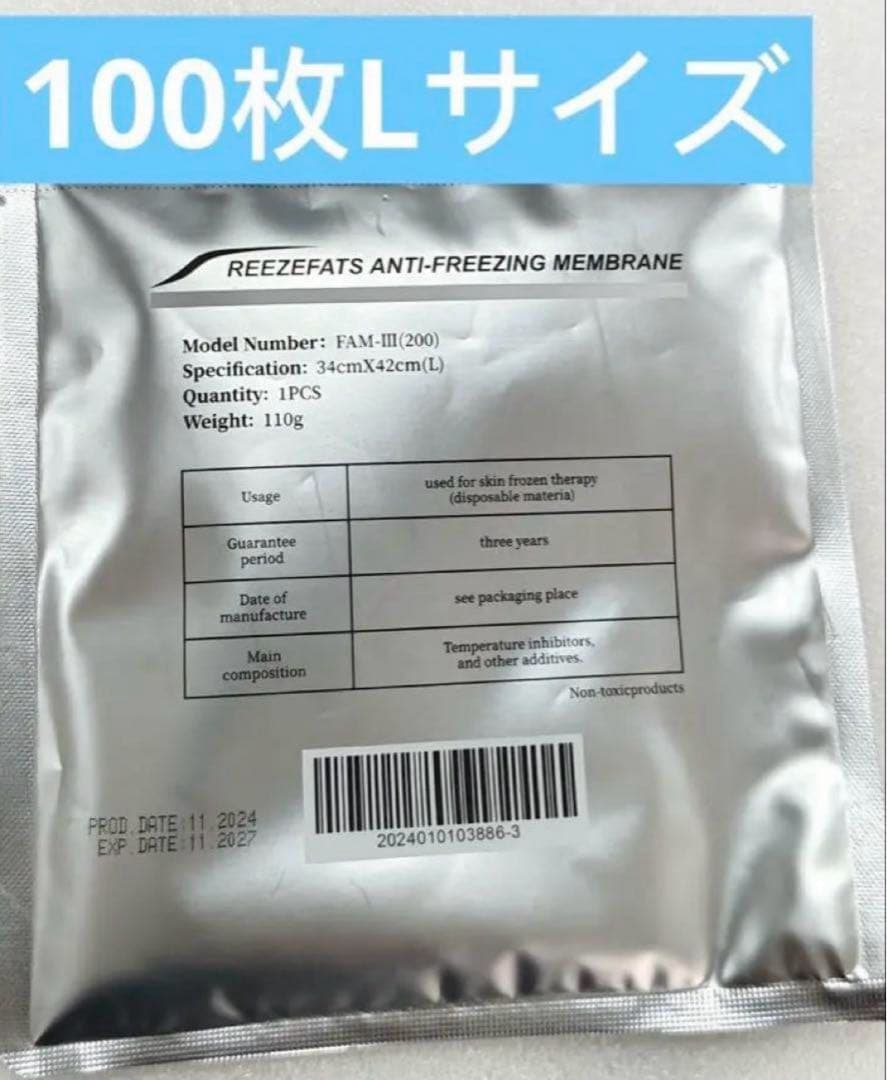 100枚Lサイズ
REEZEFATS ANTI-FREEZING MEMBRANE
Model Number: FAM-III(200)
Specification: 34cmX42cm(L)
Quantity: 1PCS
Weight: 110g
Usage
used for skin frozen therapy
(disposable materia)
Guarantee
period
three years
Date of
manufacture
see packaging place
Main
composition
Temperature inhibitors,
and other additives.
Non-toxicproducts
PROD.DATE:11.2024
EXP.DATE:11.2027
2024010103886-3